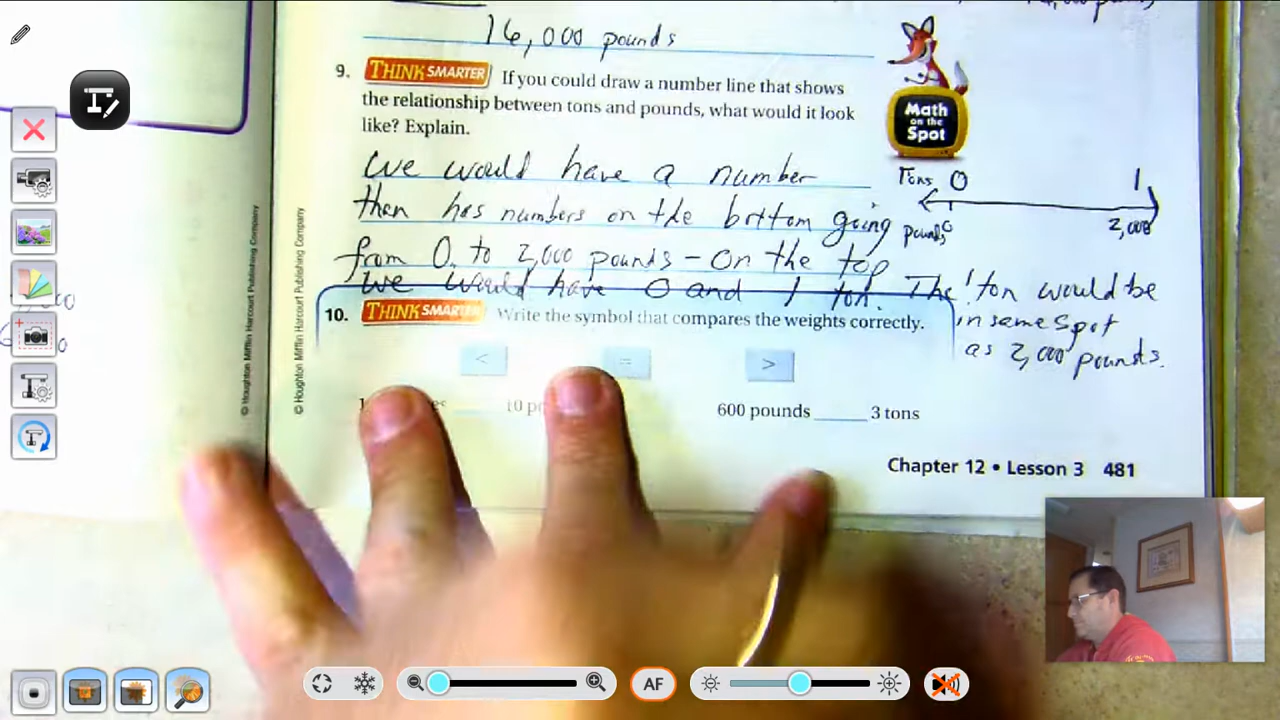 16,000 pounds
9. THINK SMARTER If you could draw a number line that shows
the relationship between tons and pounds, what would it look
like? Explain.
Math
on the
Spot
we would have a number
then has numbers on the bottom going
from 0 to 2,000 pounds - on the top
we would have 0 and 1 ton. The 1 ton would be
in same spot
as 2,000 pounds.
Tons 0 1
pounds 0 2,000
10. THINK SMARTER Write the symbol that compares the weights correctly.
< = >
600 pounds ____ 3 tons
Chapter 12 • Lesson 3 481
© Houghton Mifflin Harcourt Publishing Company
© Houghton Mifflin Harcourt Publishing Company
AF